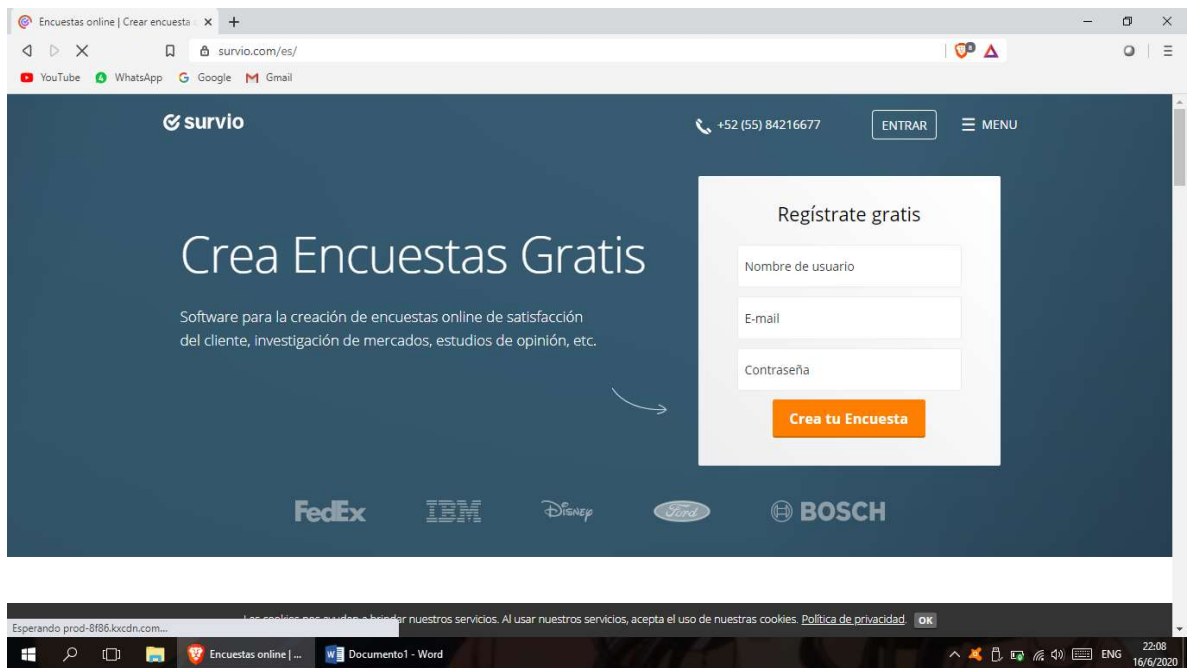 Encuestas online | Crear encuesta
survio.com/es/
YouTube WhatsApp Google Gmail
survio
+52 (55) 84216677 ENTRAR MENU
Regístrate gratis
Crea Encuestas Gratis
Nombre de usuario
Software para la creación de encuestas online de satisfacción
del cliente, investigación de mercados, estudios de opinión, etc.
E-mail
Contraseña
Crea tu Encuesta
FedEx IBM Disney Ford BOSCH
nuestros servicios. Al usar nuestros servicios, acepta el uso de nuestras cookies. Política de privacidad. OK
Esperando prod-8f86.kxcdn.com...
Encuestas online | ... Documento1 - Word ENG 22:08
16/6/2020